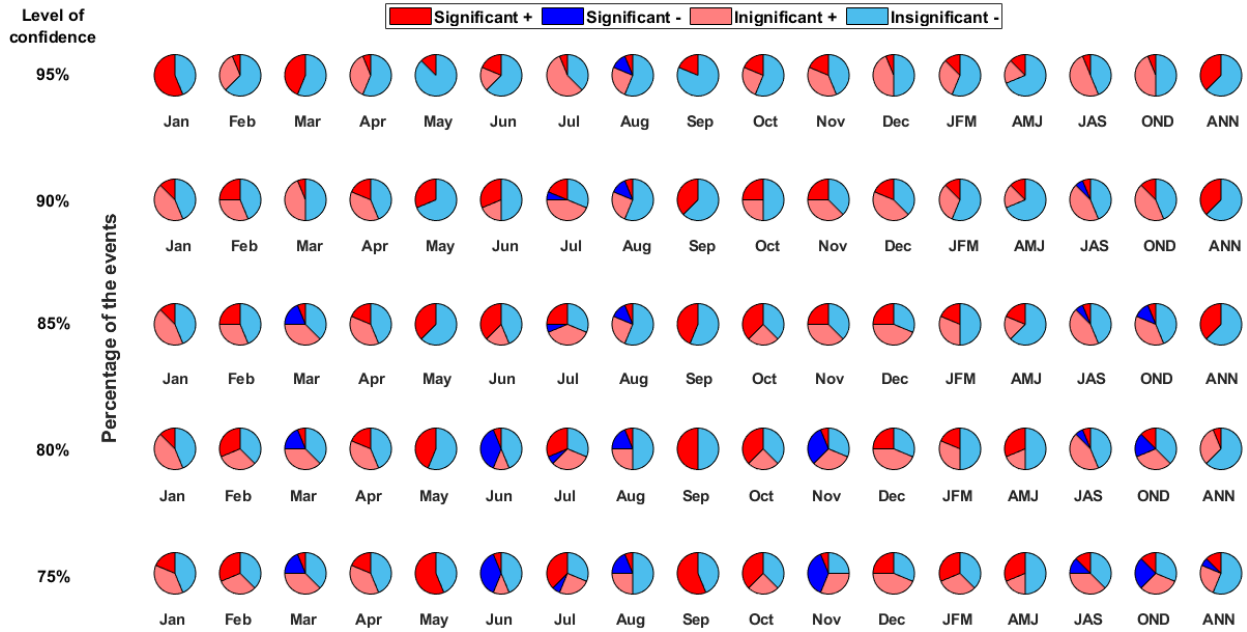 Level of
confidence
Significant + Significant - Inignificant + Insignificant -
95%
Jan Feb Mar Apr May Jun Jul Aug Sep Oct Nov Dec JFM AMJ JAS OND ANN
90%
Jan Feb Mar Apr May Jun Jul Aug Sep Oct Nov Dec JFM AMJ JAS OND ANN
Percentage of the events
85%
Jan Feb Mar Apr May Jun Jul Aug Sep Oct Nov Dec JFM AMJ JAS OND ANN
80%
Jan Feb Mar Apr May Jun Jul Aug Sep Oct Nov Dec JFM AMJ JAS OND ANN
75%
Jan Feb Mar Apr May Jun Jul Aug Sep Oct Nov Dec JFM AMJ JAS OND ANN